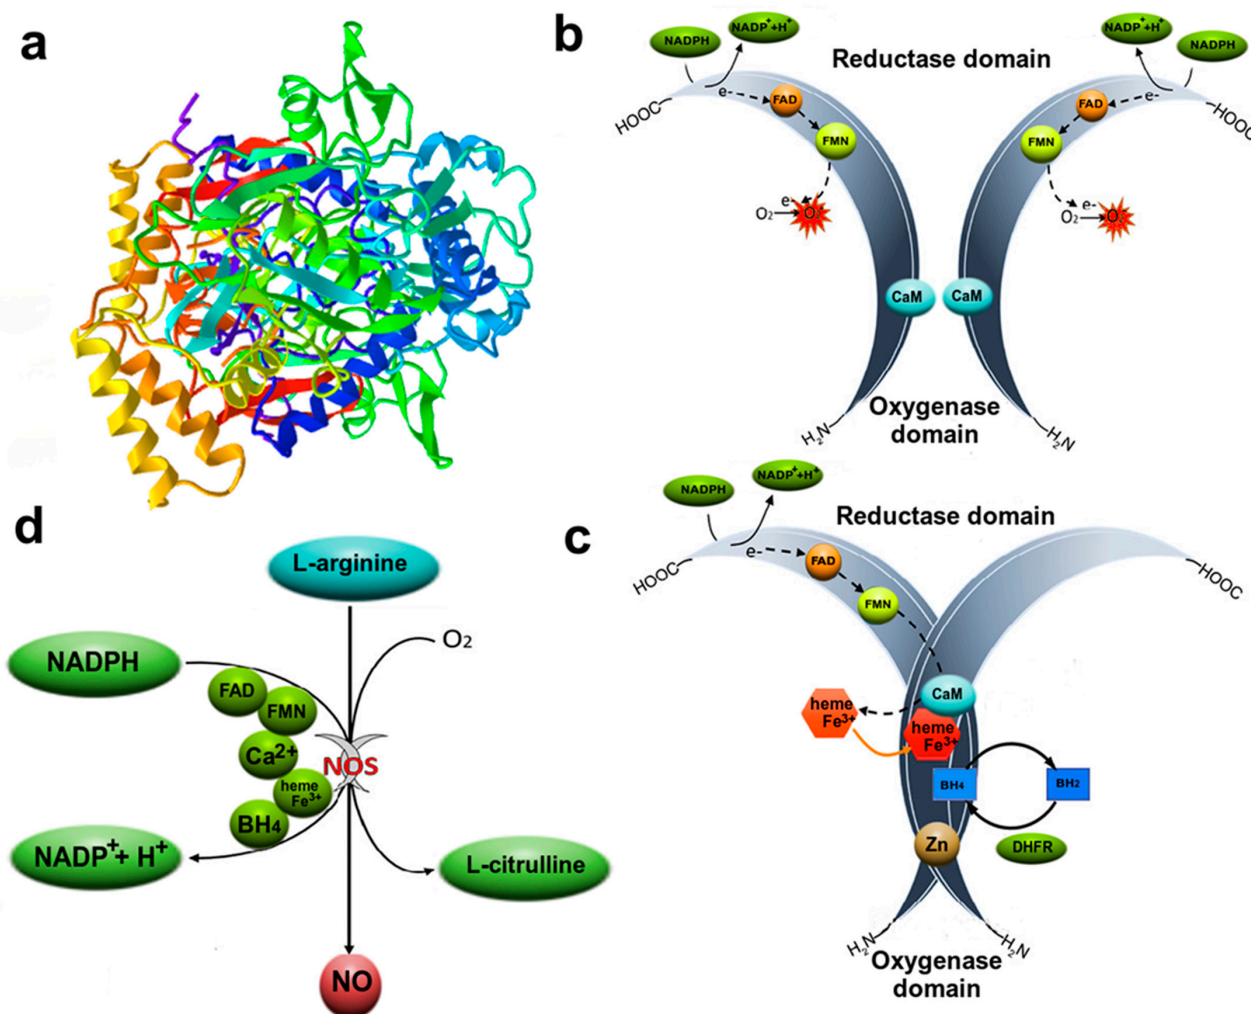 a
b
NADPH
NADP⁺+H⁺
NADP⁺+H⁺
NADPH
Reductase domain
HOOC
e-
FAD
FMN
e-
O₂
O₂⁻
HOOC
e-
FAD
FMN
e-
O₂
O₂⁻
CaM
CaM
Oxygenase
domain
H₂N
H₂N
c
NADPH
NADP⁺+H⁺
Reductase domain
HOOC
e-
FAD
FMN
HOOC
CaM
heme
Fe³⁺
heme
Fe³⁺
BH₄
BH₂
Zn
DHFR
H₂N
H₂N
Oxygenase
domain
d
L-arginine
NADPH
O₂
FAD
FMN
Ca²⁺
NOS
heme
Fe³⁺
BH₄
NADP⁺+ H⁺
L-citrulline
NO